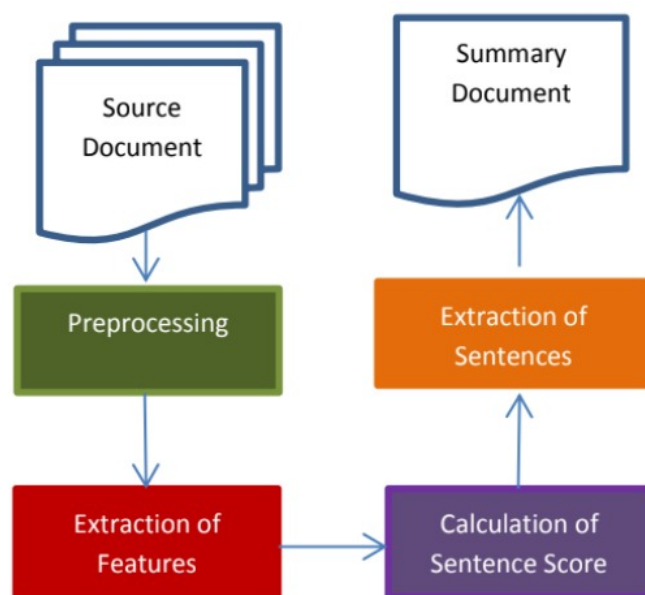 Source
Document
Preprocessing
Extraction of
Features
Calculation of
Sentence Score
Extraction of
Sentences
Summary
Document